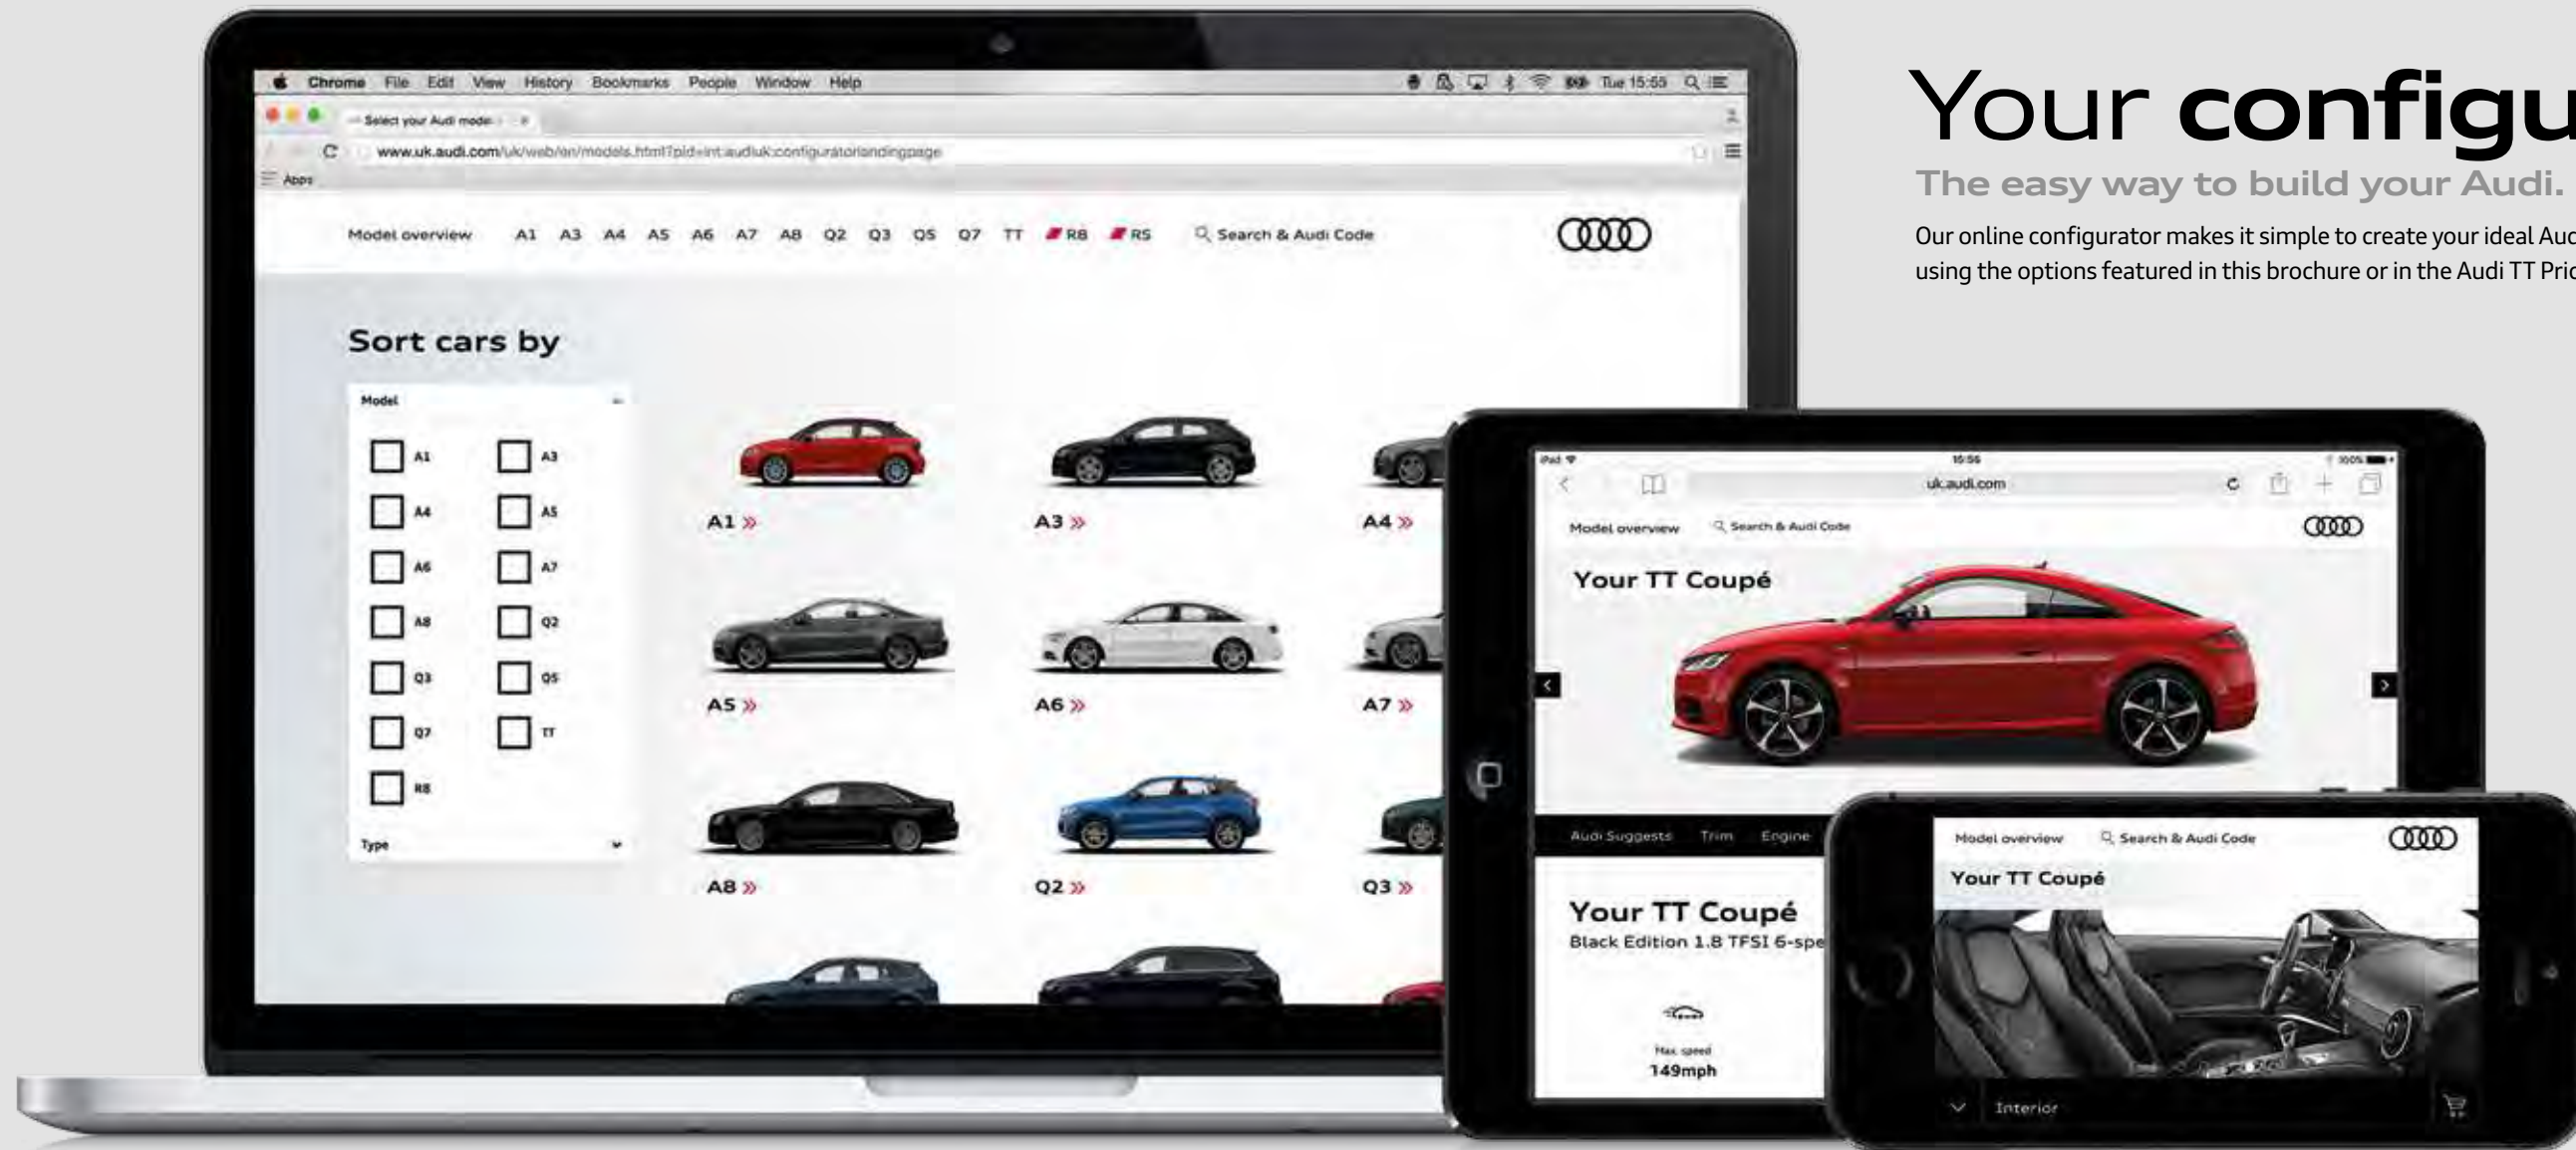 Chrome File Edit View History Bookmarks People Window Help
Tue 15:55
Select your Audi mode
www.uk.audi.com/uk/web/en/models.html?pid=int:audiuk:configuratorlandingpage
Apps
Model overview A1 A3 A4 A5 A6 A7 A8 Q2 Q3 Q5 Q7 TT R8 RS Search & Audi Code
Sort cars by
Model
A1 A3
A4 A5
A6 A7
A8 Q2
Q3 Q5
Q7 TT
R8
Type
A1 A3 A4
A5 A6 A7
A8 Q2 Q3
Your configu
The easy way to build your Audi.
Our online configurator makes it simple to create your ideal Aud
using the options featured in this brochure or in the Audi TT Pric
iPad 15:56 100%
uk.audi.com
Model overview Search & Audi Code
Your TT Coupé
Audi Suggests Trim Engine
Your TT Coupé
Black Edition 1.8 TFSI 6-spe
Max. speed
149mph
Model overview Search & Audi Code
Your TT Coupé
Interior